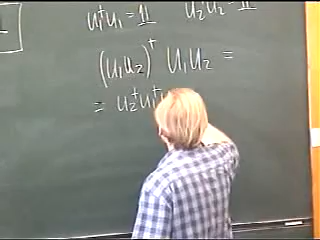 u₁†u₁ = 𝟙 u₂†u₂ = 𝟙
(u₁u₂)† u₁u₂ =
= u₂†u₁†